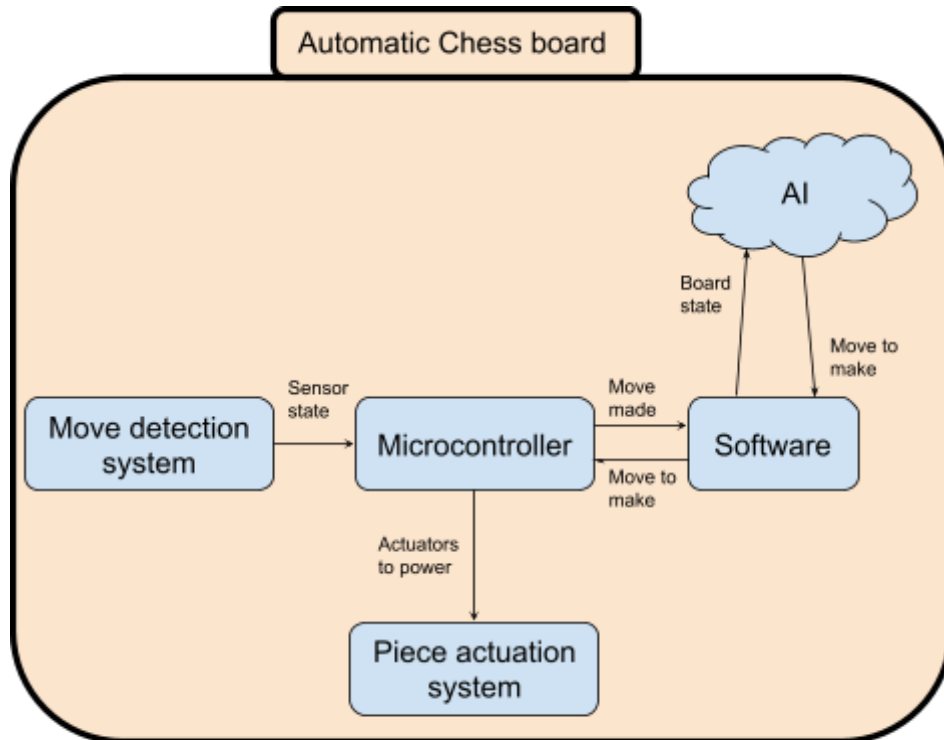 Automatic Chess board
AI
Board
state
Move to
make
Sensor
state
Move
made
Move detection
system
Microcontroller
Software
Move to
make
Actuators
to power
Piece actuation
system